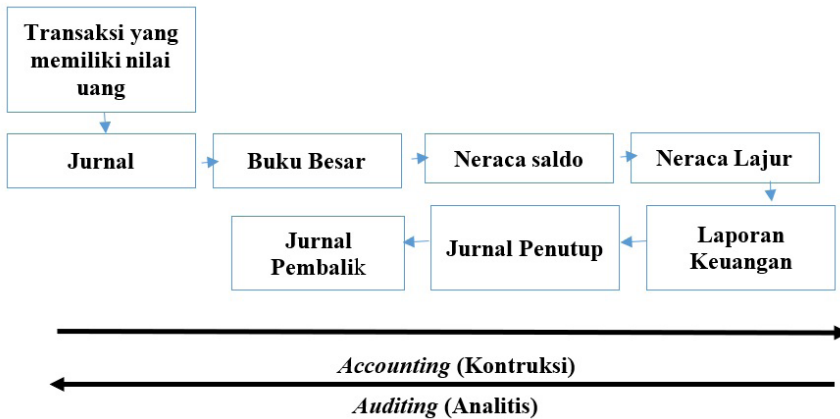 Transaksi yang
memiliki nilai
uang
Jurnal
Buku Besar
Neraca saldo
Neraca Lajur
Laporan
Keuangan
Jurnal Penutup
Jurnal
Pembalik
Accounting (Kontruksi)
Auditing (Analitis)